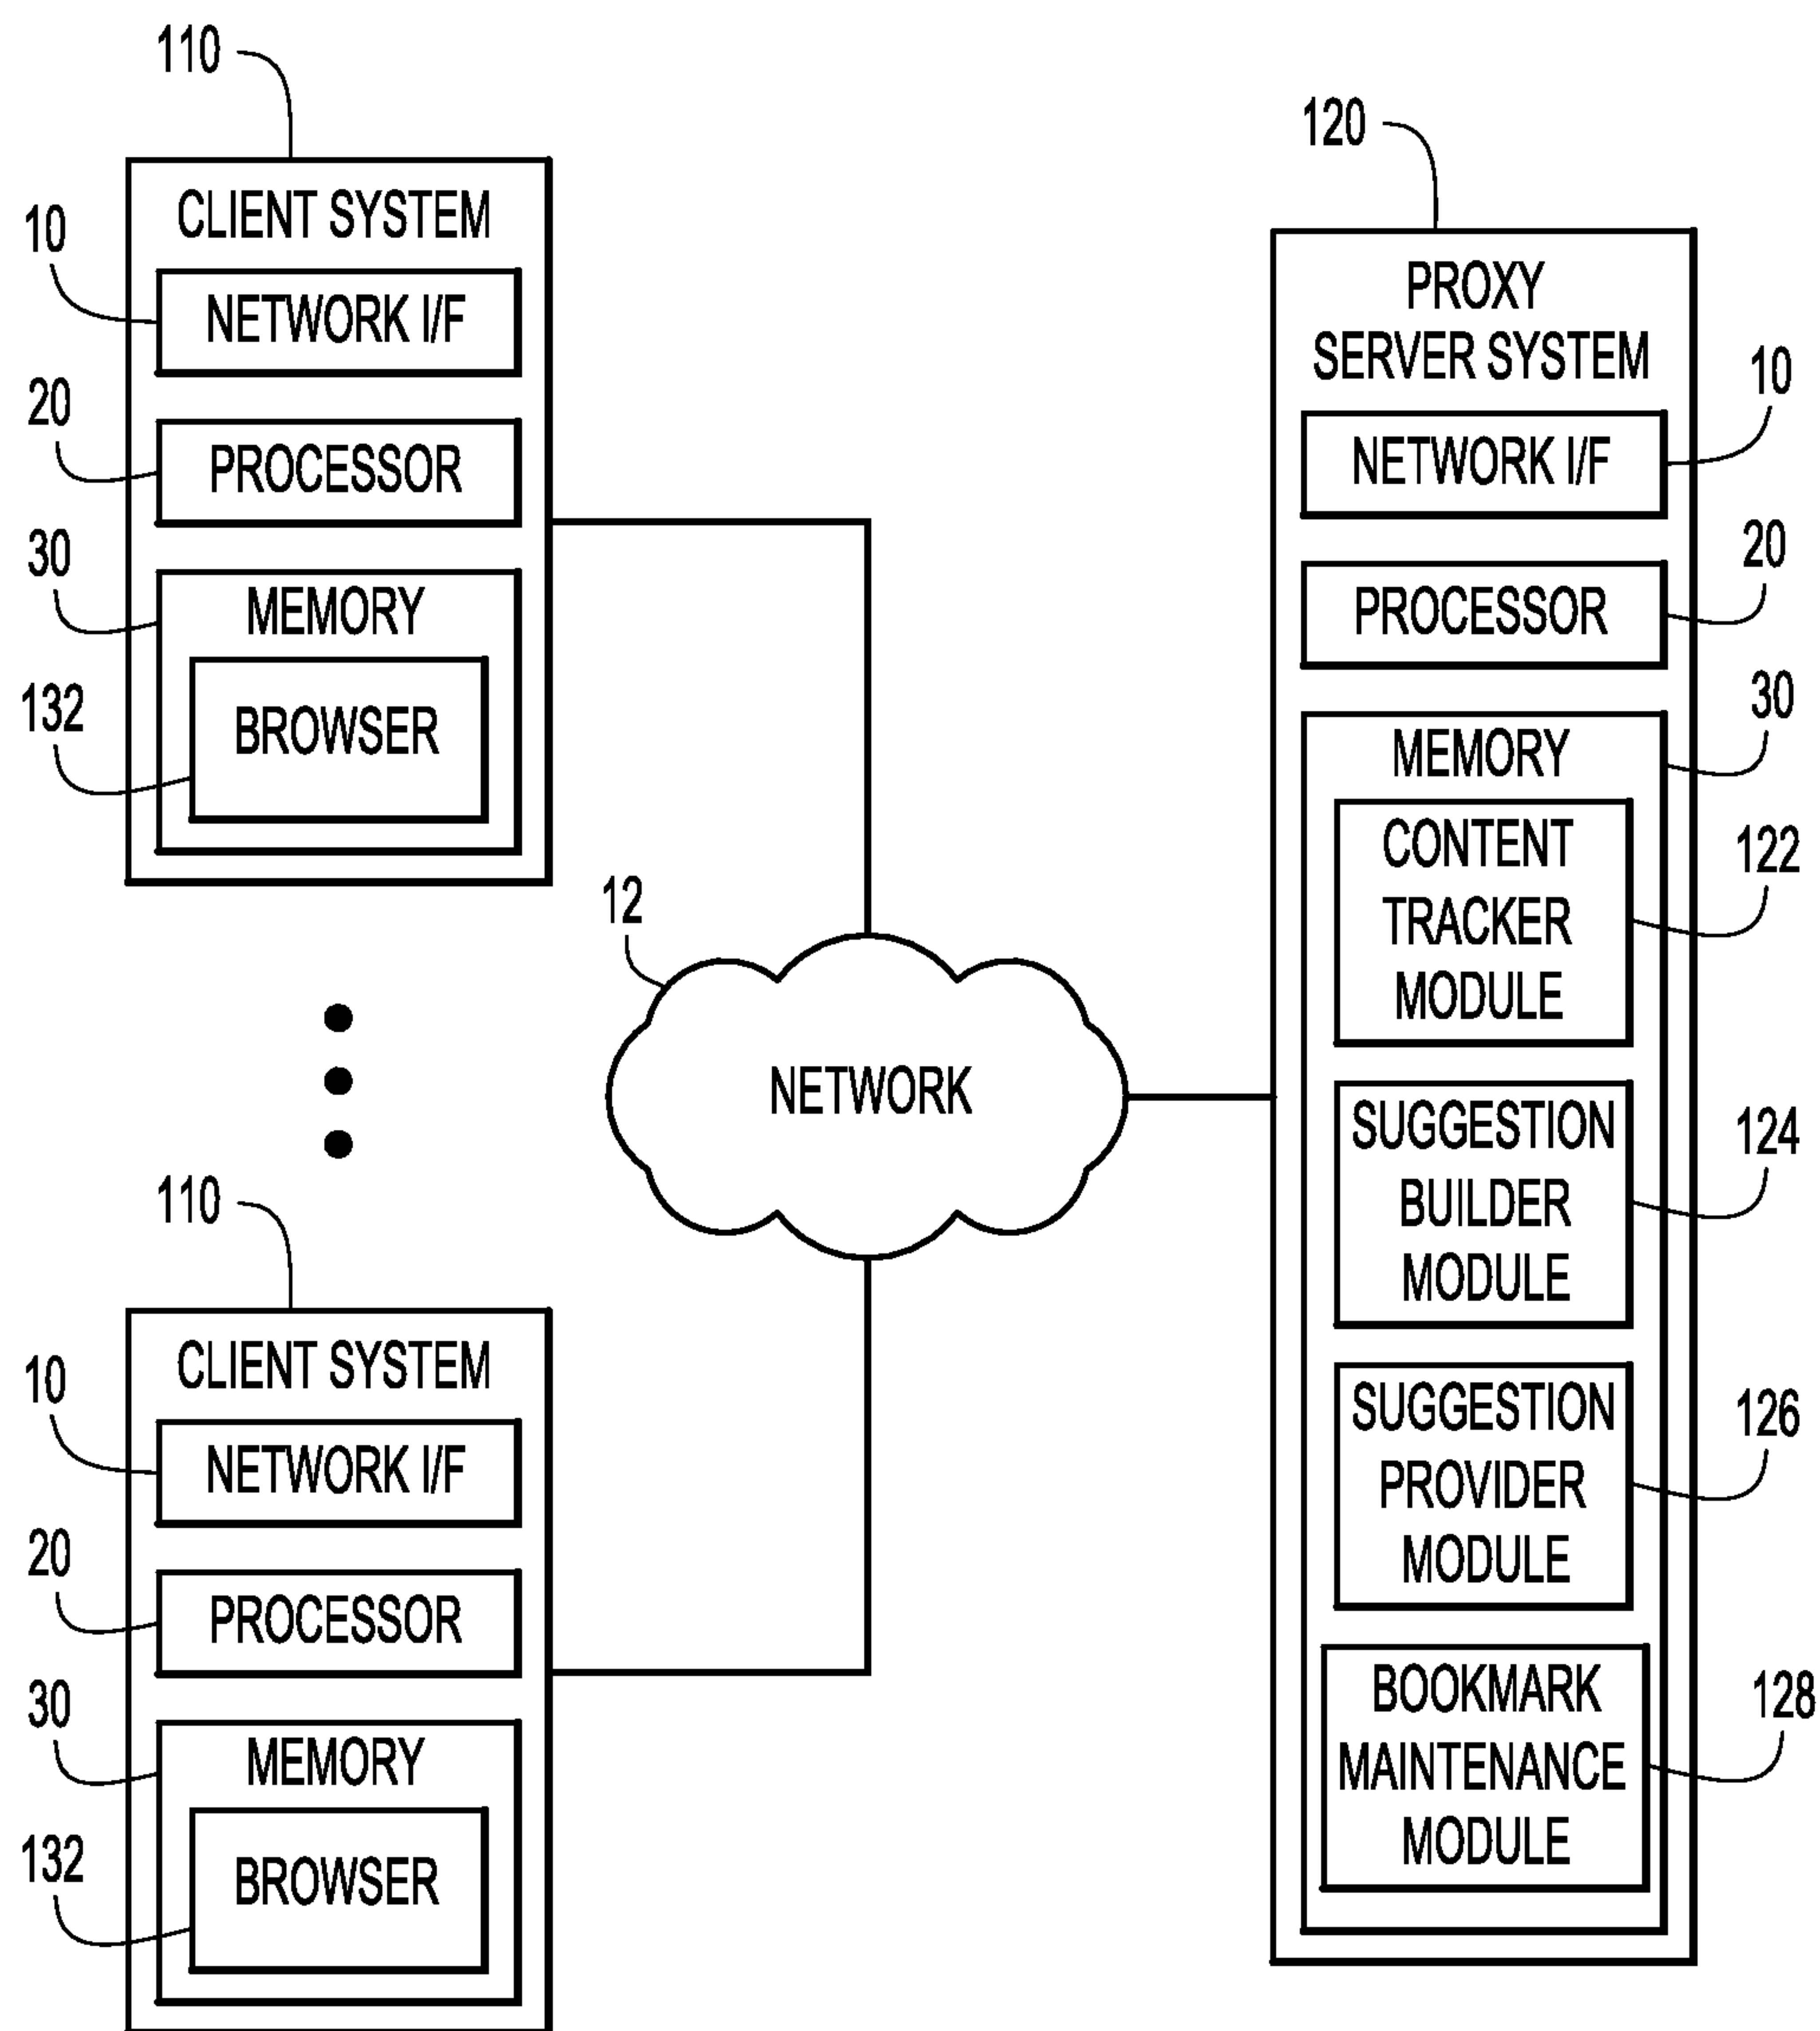 110
CLIENT SYSTEM
10
NETWORK I/F
20
PROCESSOR
30
MEMORY
132
BROWSER
12
NETWORK
110
CLIENT SYSTEM
10
NETWORK I/F
20
PROCESSOR
30
MEMORY
132
BROWSER
120
PROXY
SERVER SYSTEM
10
NETWORK I/F
20
PROCESSOR
30
MEMORY
CONTENT
TRACKER
MODULE
122
SUGGESTION
BUILDER
MODULE
124
SUGGESTION
PROVIDER
MODULE
126
BOOKMARK
MAINTENANCE
MODULE
128